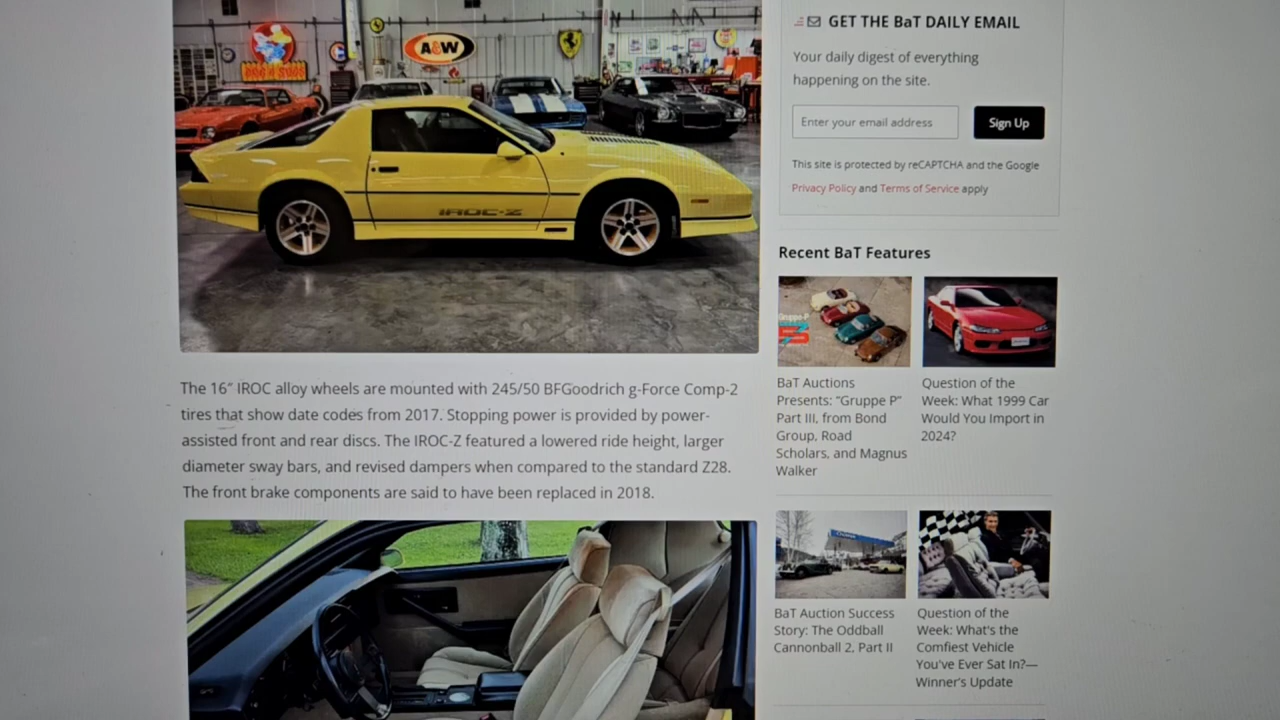 A&W
IROC-Z
The 16″ IROC alloy wheels are mounted with 245/50 BFGoodrich g-Force Comp-2
tires that show date codes from 2017. Stopping power is provided by power-
assisted front and rear discs. The IROC-Z featured a lowered ride height, larger
diameter sway bars, and revised dampers when compared to the standard Z28.
The front brake components are said to have been replaced in 2018.
GET THE BaT DAILY EMAIL
Your daily digest of everything
happening on the site.
Enter your email address
Sign Up
This site is protected by reCAPTCHA and the Google
Privacy Policy and Terms of Service apply
Recent BaT Features
Gruppe P
BaT Auctions
Presents: “Gruppe P”
Part III, from Bond
Group, Road
Scholars, and Magnus
Walker
Question of the
Week: What 1999 Car
Would You Import in
2024?
BaT Auction Success
Story: The Oddball
Cannonball 2, Part II
Question of the
Week: What's the
Comfiest Vehicle
You've Ever Sat In?—
Winner's Update